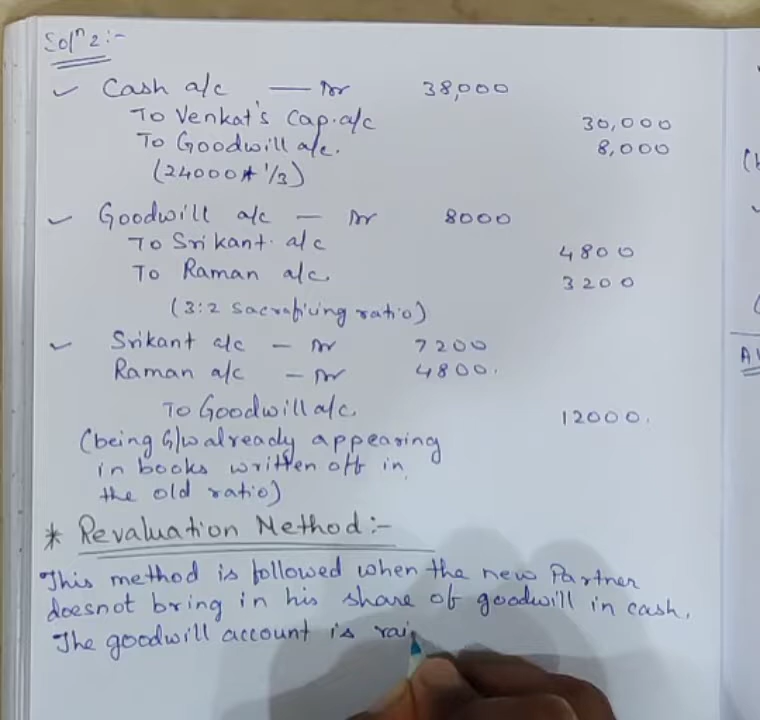 Solⁿ 2:-
✓ Cash a/c — Dr 38,000
To Venkat's Cap. a/c 30,000
To Goodwill a/c. 8,000
(24000 * 1/3)
✓ Goodwill a/c — Dr 8000
To Srikant a/c 4800
To Raman a/c 3200
(3:2 sacrafiving ratio)
✓ Srikant a/c — Dr 7200
Raman a/c — Dr 4800.
To Goodwill a/c. 12000.
(being G/w already appearing
in books written off in
the old ratio)
* Revaluation Method:-
This method is followed when the new Partner
doesnot bring in his share of goodwill in cash.
The goodwill account is rai